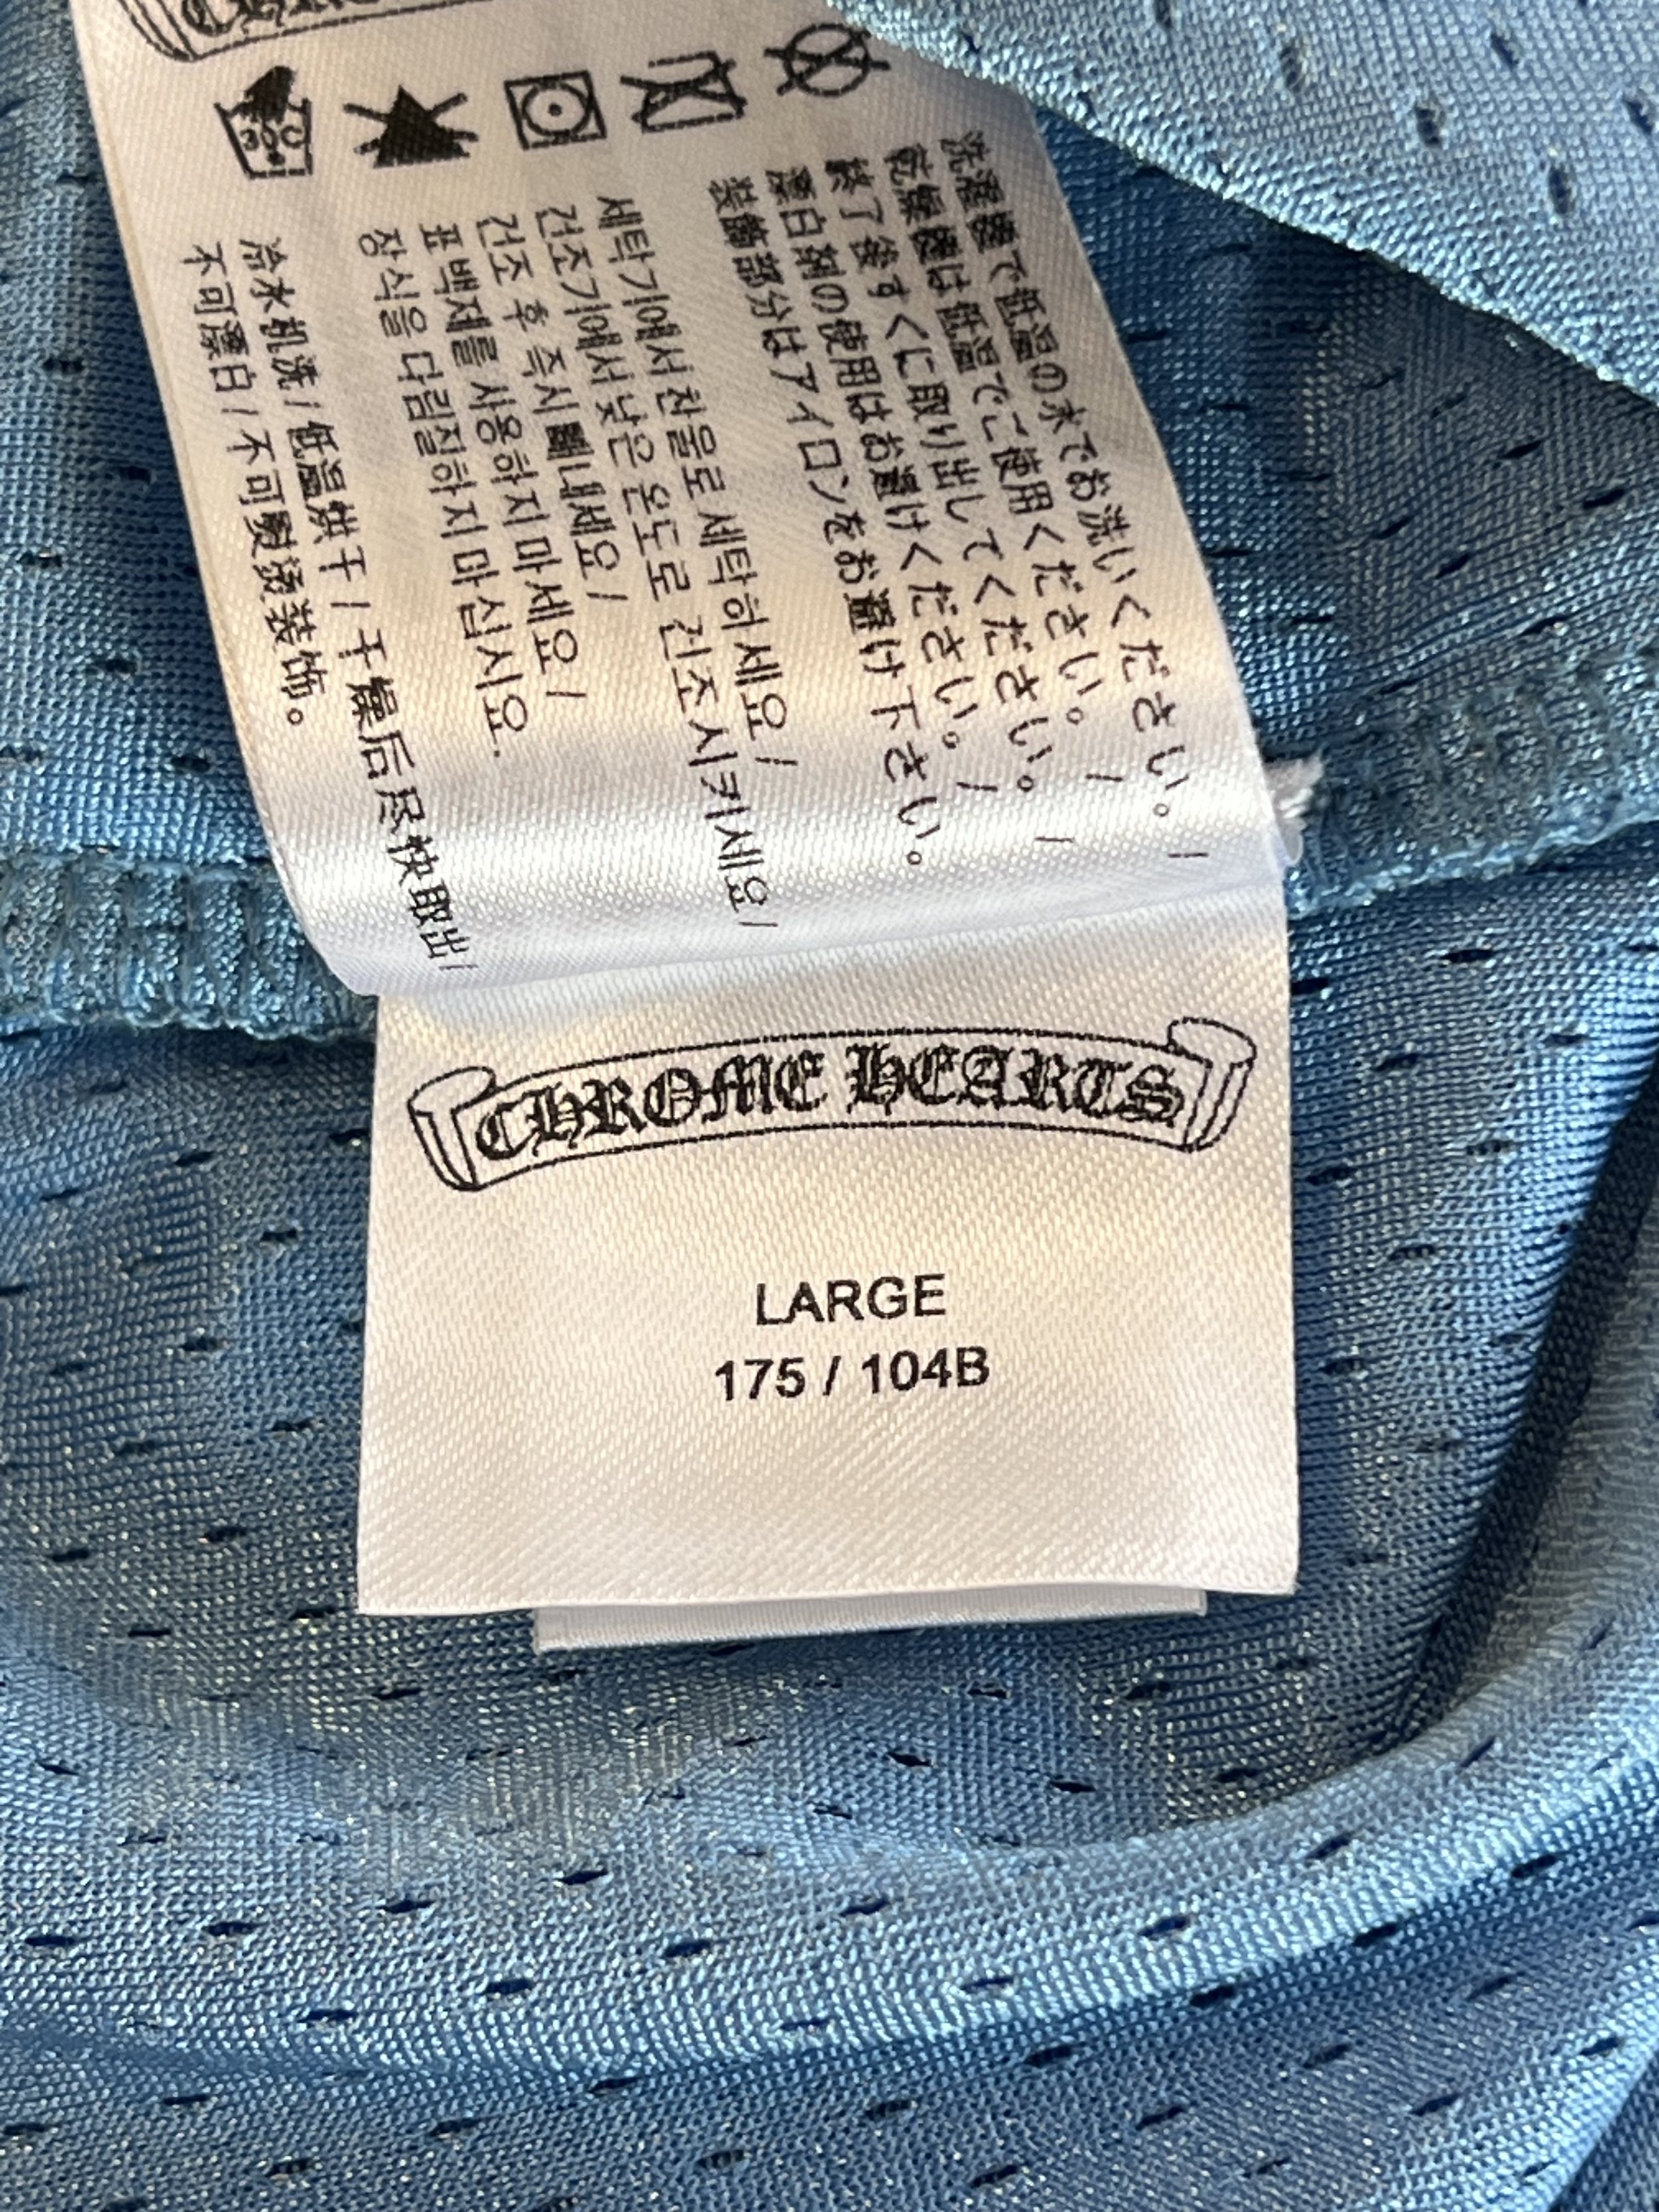 30C
洗濯機で低温の水でお洗いください。/
乾燥機は低温でご使用ください。/
終了後すぐに取り出してください。/
漂白剤の使用はお避けください。/
装飾部分はアイロンをお避け下さい。
세탁기에서 찬물로 세탁하세요/
건조기에서 낮은 온도로 건조시키세요/
건조 후 즉시 빼내세요/
표백제를 사용하지 마세요/
장식을 다림질하지 마십시오.
冷水机洗/低温烘干/干燥后尽快取出/
不可漂白/不可熨烫装饰。
CHROME HEARTS
LARGE
175 / 104B